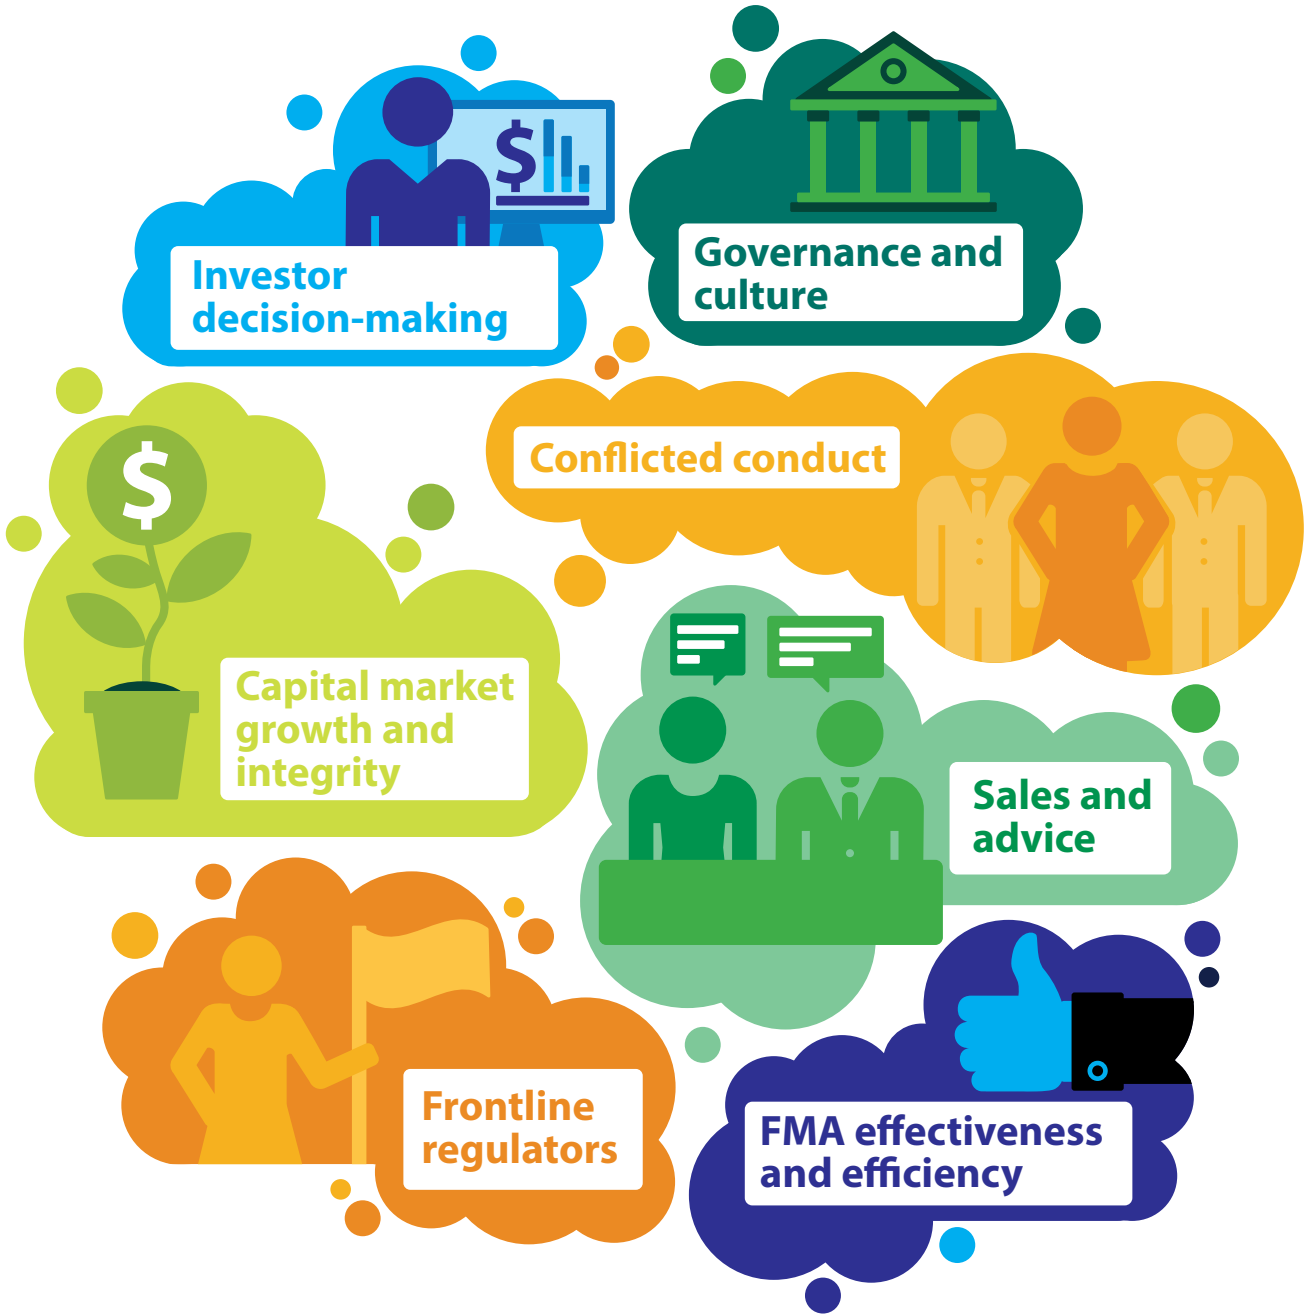 $
Investor
decision-making
Governance and
culture
Conflicted conduct
$
Capital market
growth and
integrity
Sales and
advice
Frontline
regulators
FMA effectiveness
and efficiency